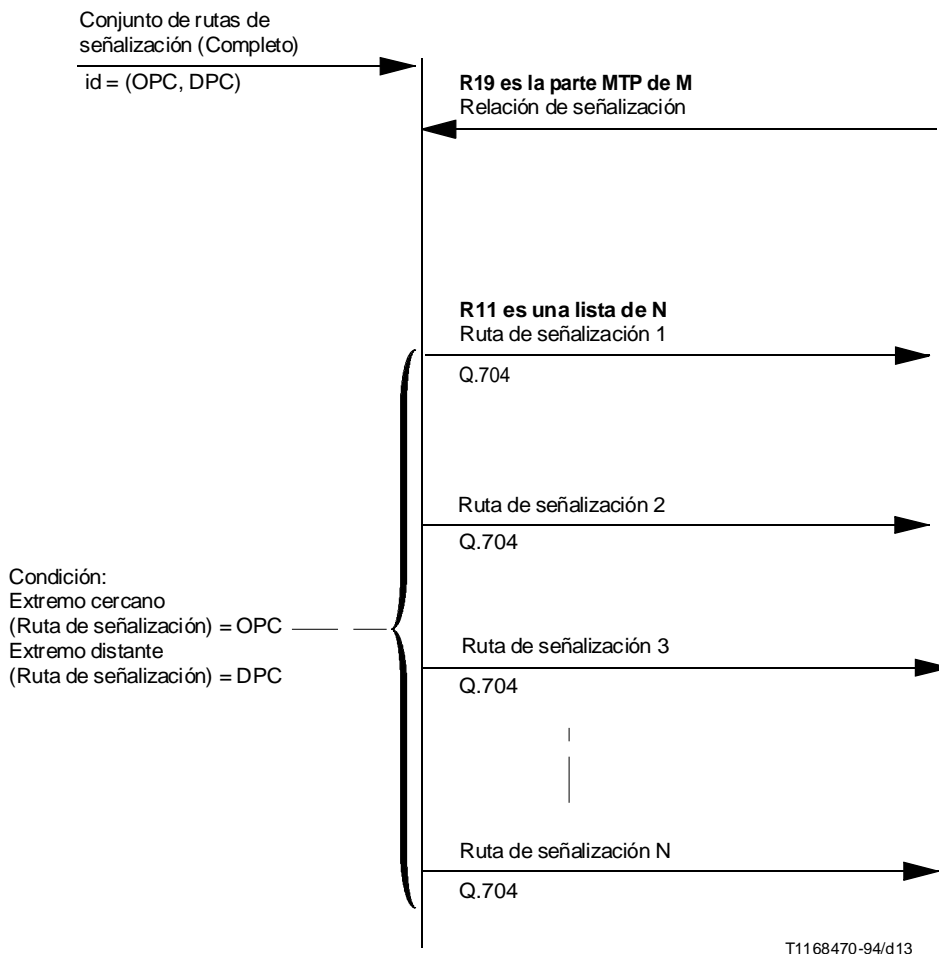 Conjunto de rutas de
señalización (Completo)
id = (OPC, DPC)
R19 es la parte MTP de M
Relación de señalización
R11 es una lista de N
Ruta de señalización 1
Q.704
Ruta de señalización 2
Q.704
Condición:
Extremo cercano
(Ruta de señalización) = OPC
Extremo distante
(Ruta de señalización) = DPC
Ruta de señalización 3
Q.704
Ruta de señalización N
Q.704
T1168470-94/d13